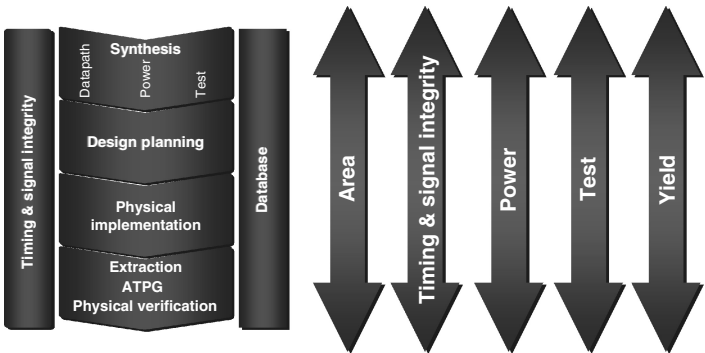 Timing & signal integrity
Synthesis
Datapath
Power
Test
Design planning
Physical
implementation
Extraction
ATPG
Physical verification
Database
Area
Timing & signal integrity
Power
Test
Yield